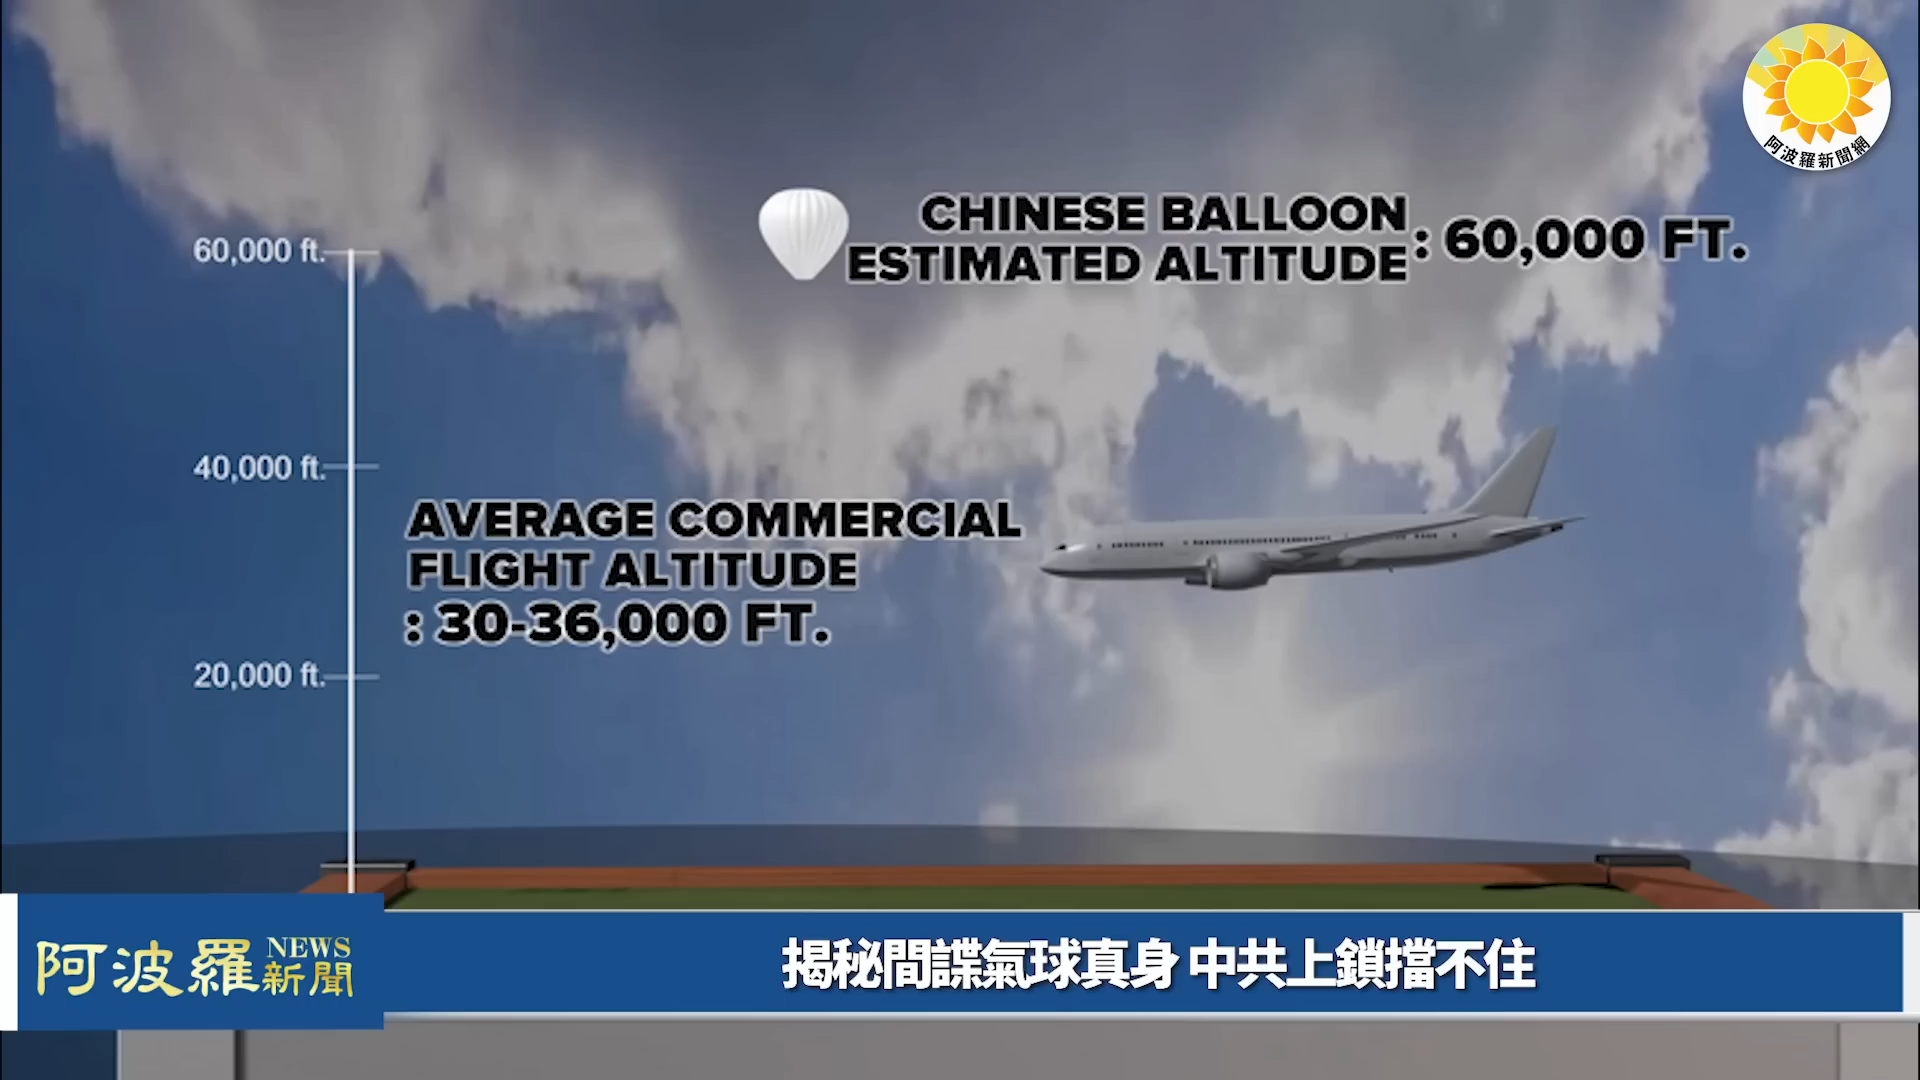 阿波羅新聞網
CHINESE BALLOON
ESTIMATED ALTITUDE
: 60,000 FT.
60,000 ft.
40,000 ft.
AVERAGE COMMERCIAL
FLIGHT ALTITUDE
: 30-36,000 FT.
20,000 ft.
阿波羅 NEWS 新聞
揭秘間諜氣球真身 中共上鎖擋不住